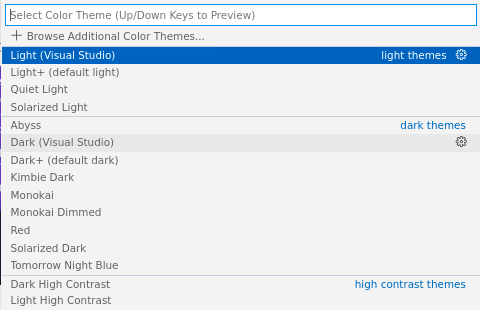 Select Color Theme (Up/Down Keys to Preview)
Browse Additional Color Themes...
Light (Visual Studio) light themes
Light+ (default light)
Quiet Light
Solarized Light
Abyss dark themes
Dark (Visual Studio)
Dark+ (default dark)
Kimbie Dark
Monokai
Monokai Dimmed
Red
Solarized Dark
Tomorrow Night Blue
Dark High Contrast high contrast themes
Light High Contrast